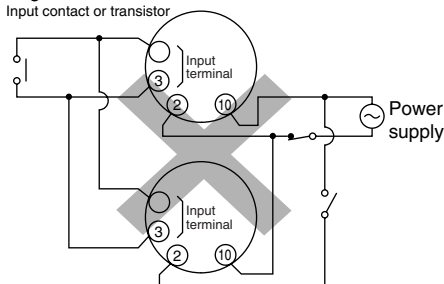 Input contact or transistor
Input
terminal
3
2
10
Power
supply
Input
terminal
3
2
10